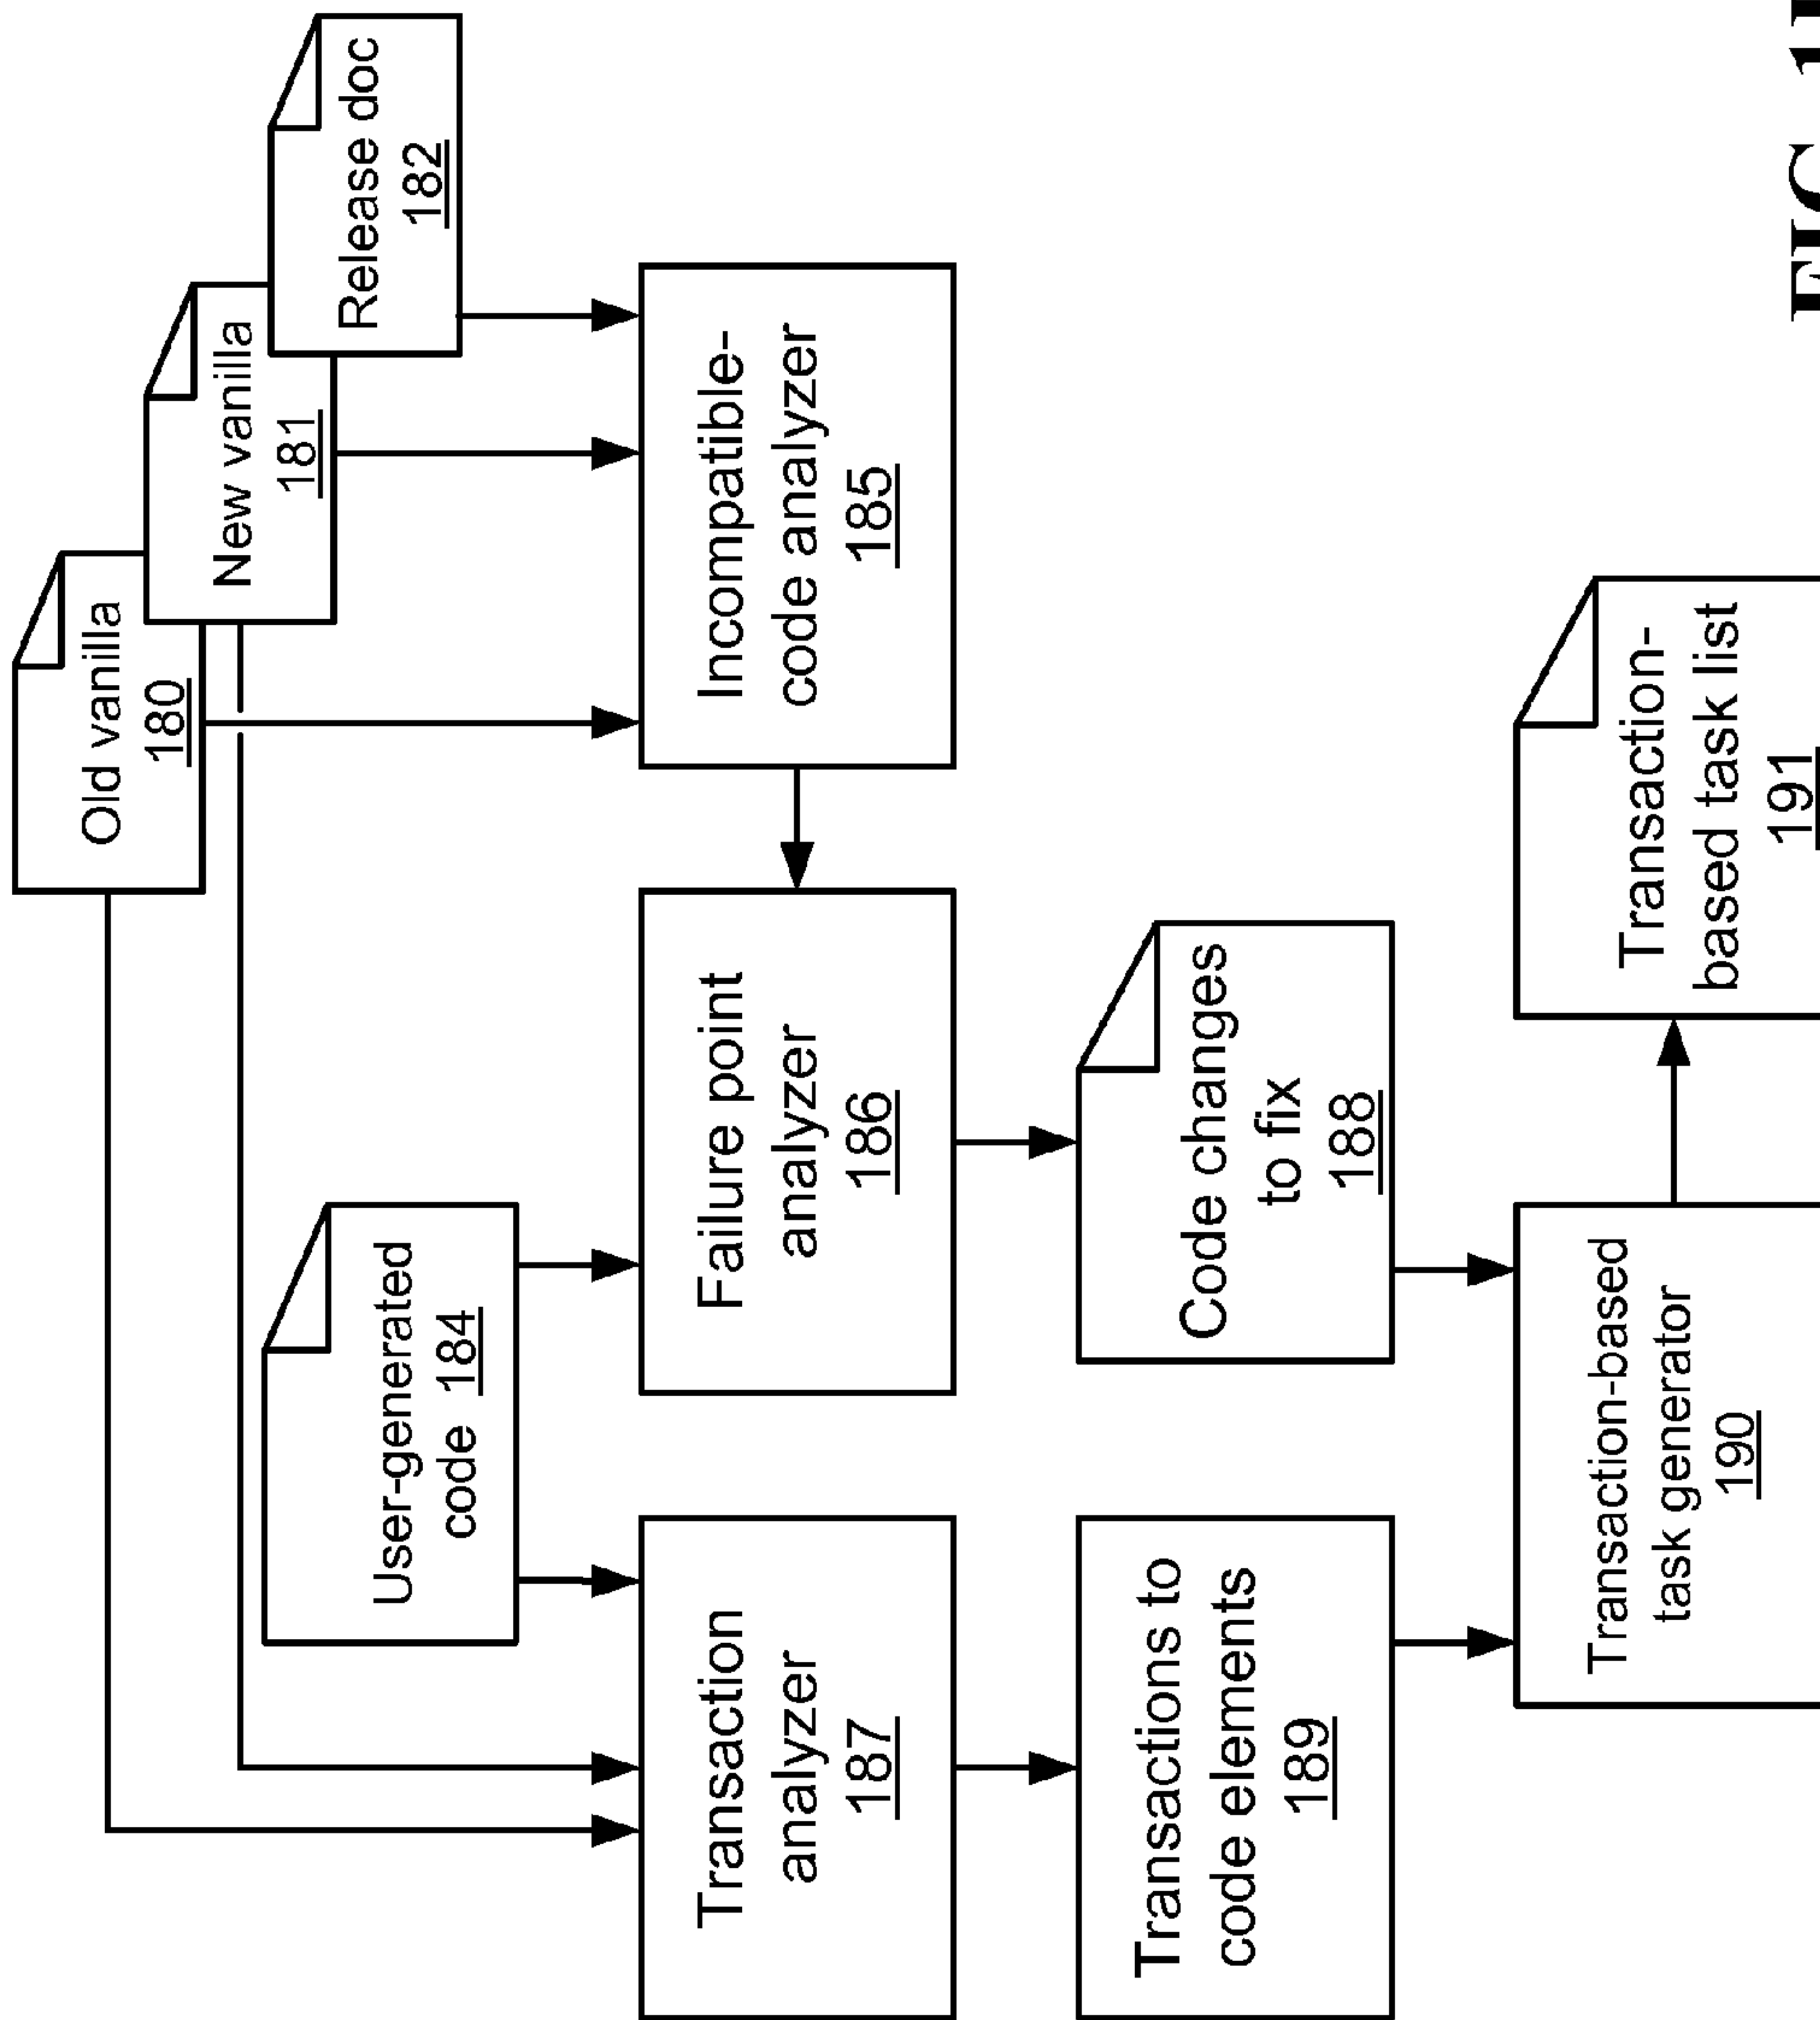 Old vanilla
180
New vanilla
181
Release doc
182
User-generated
code 184
Transaction
analyzer
187
Failure point
analyzer
186
Incompatible-
code analyzer
185
Transactions to
code elements
189
Code changes
to fix
188
Transaction-based
task generator
190
Transaction-
based task list
191